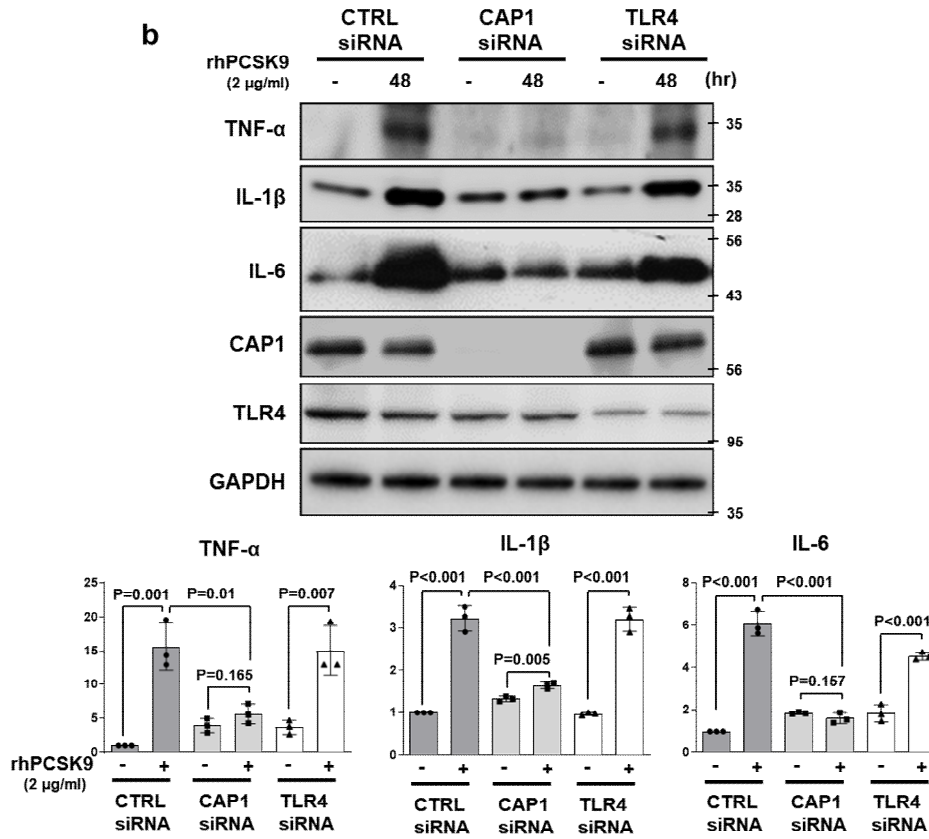 b
CTRL siRNA CAP1 siRNA TLR4 siRNA
rhPCSK9 (2 µg/ml) - 48 - 48 - 48 (hr)
TNF-α 35
IL-1β 35 28
IL-6 56 43
CAP1 56
TLR4 95
GAPDH 35
TNF-α
25 20 15 10 5 0
P=0.001 P=0.01 P=0.007
P=0.165
rhPCSK9 (2 µg/ml) - + - + - +
CTRL siRNA CAP1 siRNA TLR4 siRNA
IL-1β
4 3 2 1 0
P<0.001 P<0.001 P<0.001
P=0.005
- + - + - +
CTRL siRNA CAP1 siRNA TLR4 siRNA
IL-6
8 6 4 2 0
P<0.001 P<0.001 P<0.001
P=0.157
- + - + - +
CTRL siRNA CAP1 siRNA TLR4 siRNA